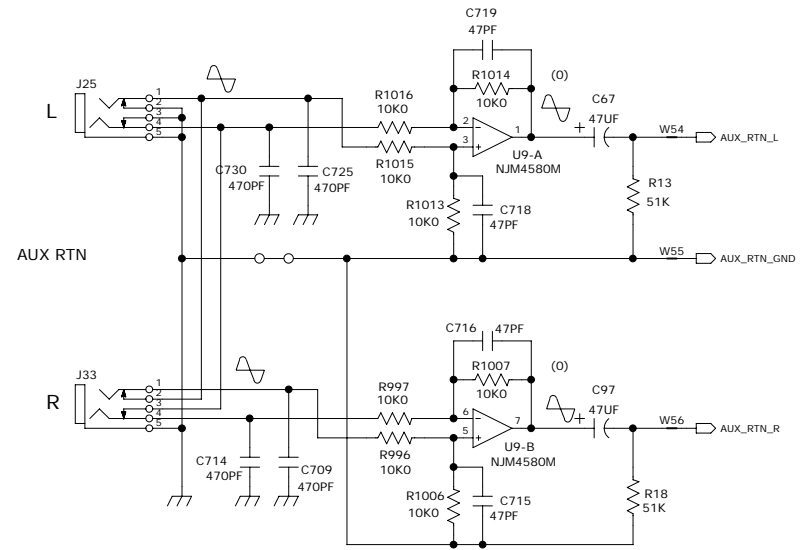 C719
47PF
R1014
10K0
(0)
J25
L
1
2
3
4
5
R1016
10K0
2
-
3
+
1
U9-A
NJM4580M
C67
+
47UF
W54
AUX_RTN_L
R1015
10K0
C730
470PF
C725
470PF
R1013
10K0
C718
47PF
R13
51K
AUX RTN
W55
AUX_RTN_GND
C716
47PF
R1007
10K0
(0)
J33
R
1
2
3
4
5
R997
10K0
6
-
5
+
7
U9-B
NJM4580M
C97
+
47UF
W56
AUX_RTN_R
R996
10K0
C714
470PF
C709
470PF
R1006
10K0
C715
47PF
R18
51K